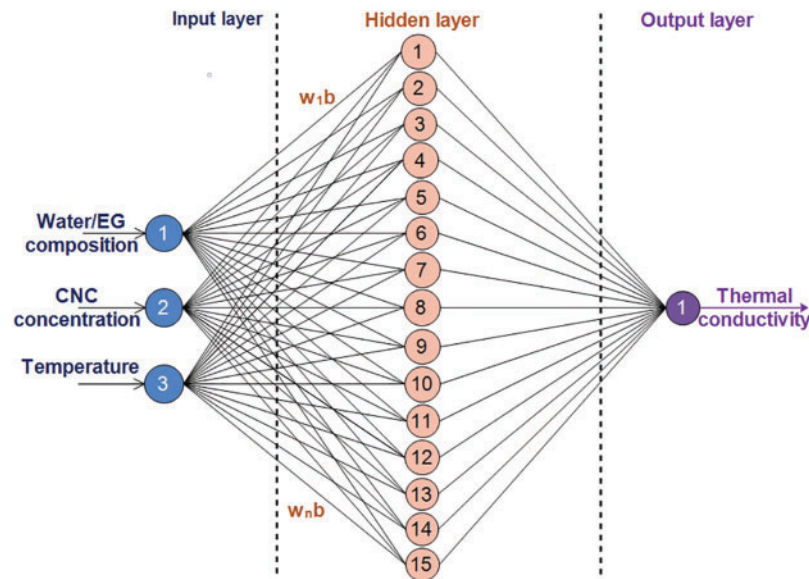 Input layer
Hidden layer
Output layer
w₁b
1
2
3
4
5
6
7
8
9
10
11
12
13
14
15
wₙb
Water/EG
composition
1
CNC
concentration
2
Temperature
3
1
Thermal
conductivity